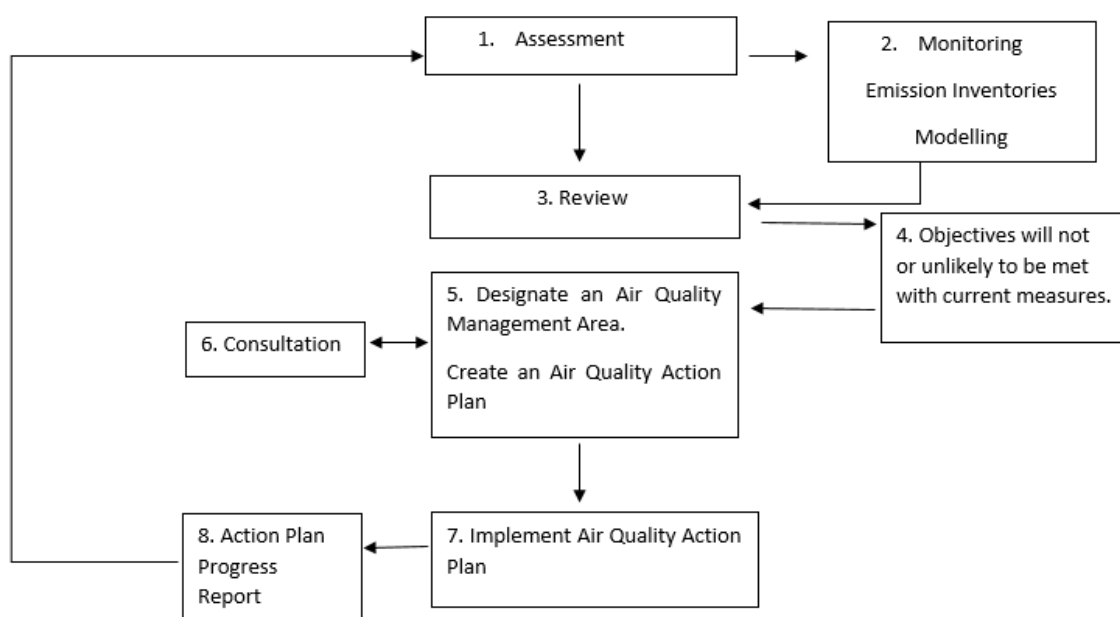 1. Assessment
2. Monitoring
Emission Inventories
Modelling
3. Review
4. Objectives will not
or unlikely to be met
with current measures.
5. Designate an Air Quality
Management Area.
Create an Air Quality Action
Plan
6. Consultation
7. Implement Air Quality Action
Plan
8. Action Plan
Progress
Report